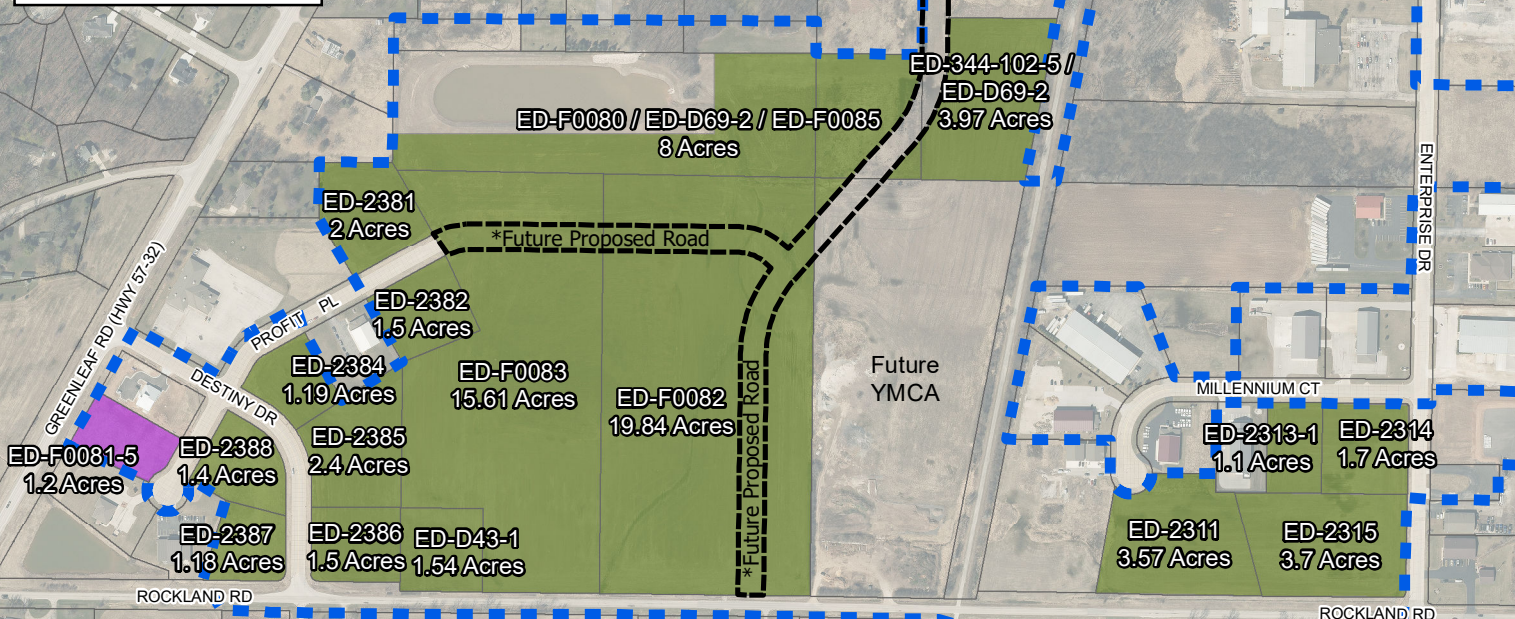 ED-344-102-5 /
ED-D69-2
3.97 Acres
ED-F0080 / ED-D69-2 / ED-F0085
8 Acres
ED-2381
2 Acres
*Future Proposed Road
ENTERPRISE DR
GREENLEAF RD (HWY 57-32)
PROFIT PL
ED-2382
1.5 Acres
ED-2384
1.19 Acres
DESTINY DR
ED-F0083
15.61 Acres
ED-F0082
19.84 Acres
*Future Proposed Road
Future
YMCA
MILLENNIUM CT
ED-2313-1
1.1 Acres
ED-2314
1.7 Acres
ED-F0081-5
1.2 Acres
ED-2388
1.4 Acres
ED-2385
2.4 Acres
ED-2387
1.18 Acres
ED-2386
1.5 Acres
ED-D43-1
1.54 Acres
ED-2311
3.57 Acres
ED-2315
3.7 Acres
ROCKLAND RD
ROCKLAND RD